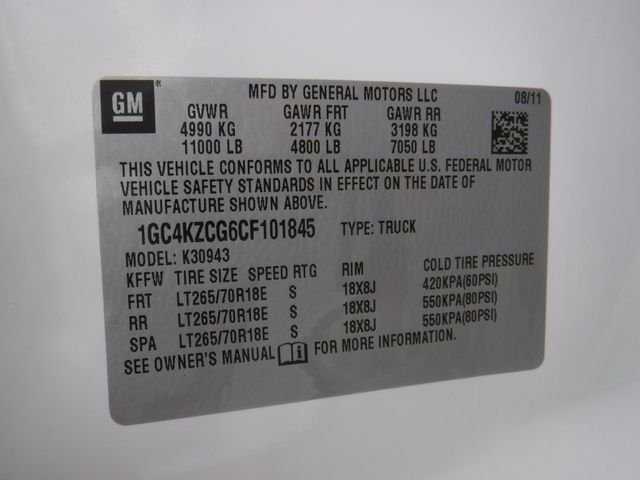 GM ®
MFD BY GENERAL MOTORS LLC 08/11
GVWR GAWR FRT GAWR RR
4990 KG 2177 KG 3198 KG
11000 LB 4800 LB 7050 LB
THIS VEHICLE CONFORMS TO ALL APPLICABLE U.S. FEDERAL MOTOR
VEHICLE SAFETY STANDARDS IN EFFECT ON THE DATE OF
MANUFACTURE SHOWN ABOVE.
1GC4KZCG6CF101845 TYPE: TRUCK
MODEL: K30943
KFFW TIRE SIZE SPEED RTG RIM COLD TIRE PRESSURE
FRT LT265/70R18E S 18X8J 420KPA(60PSI)
RR LT265/70R18E S 18X8J 550KPA(80PSI)
SPA LT265/70R18E S 18X8J 550KPA(80PSI)
SEE OWNER'S MANUAL i FOR MORE INFORMATION.